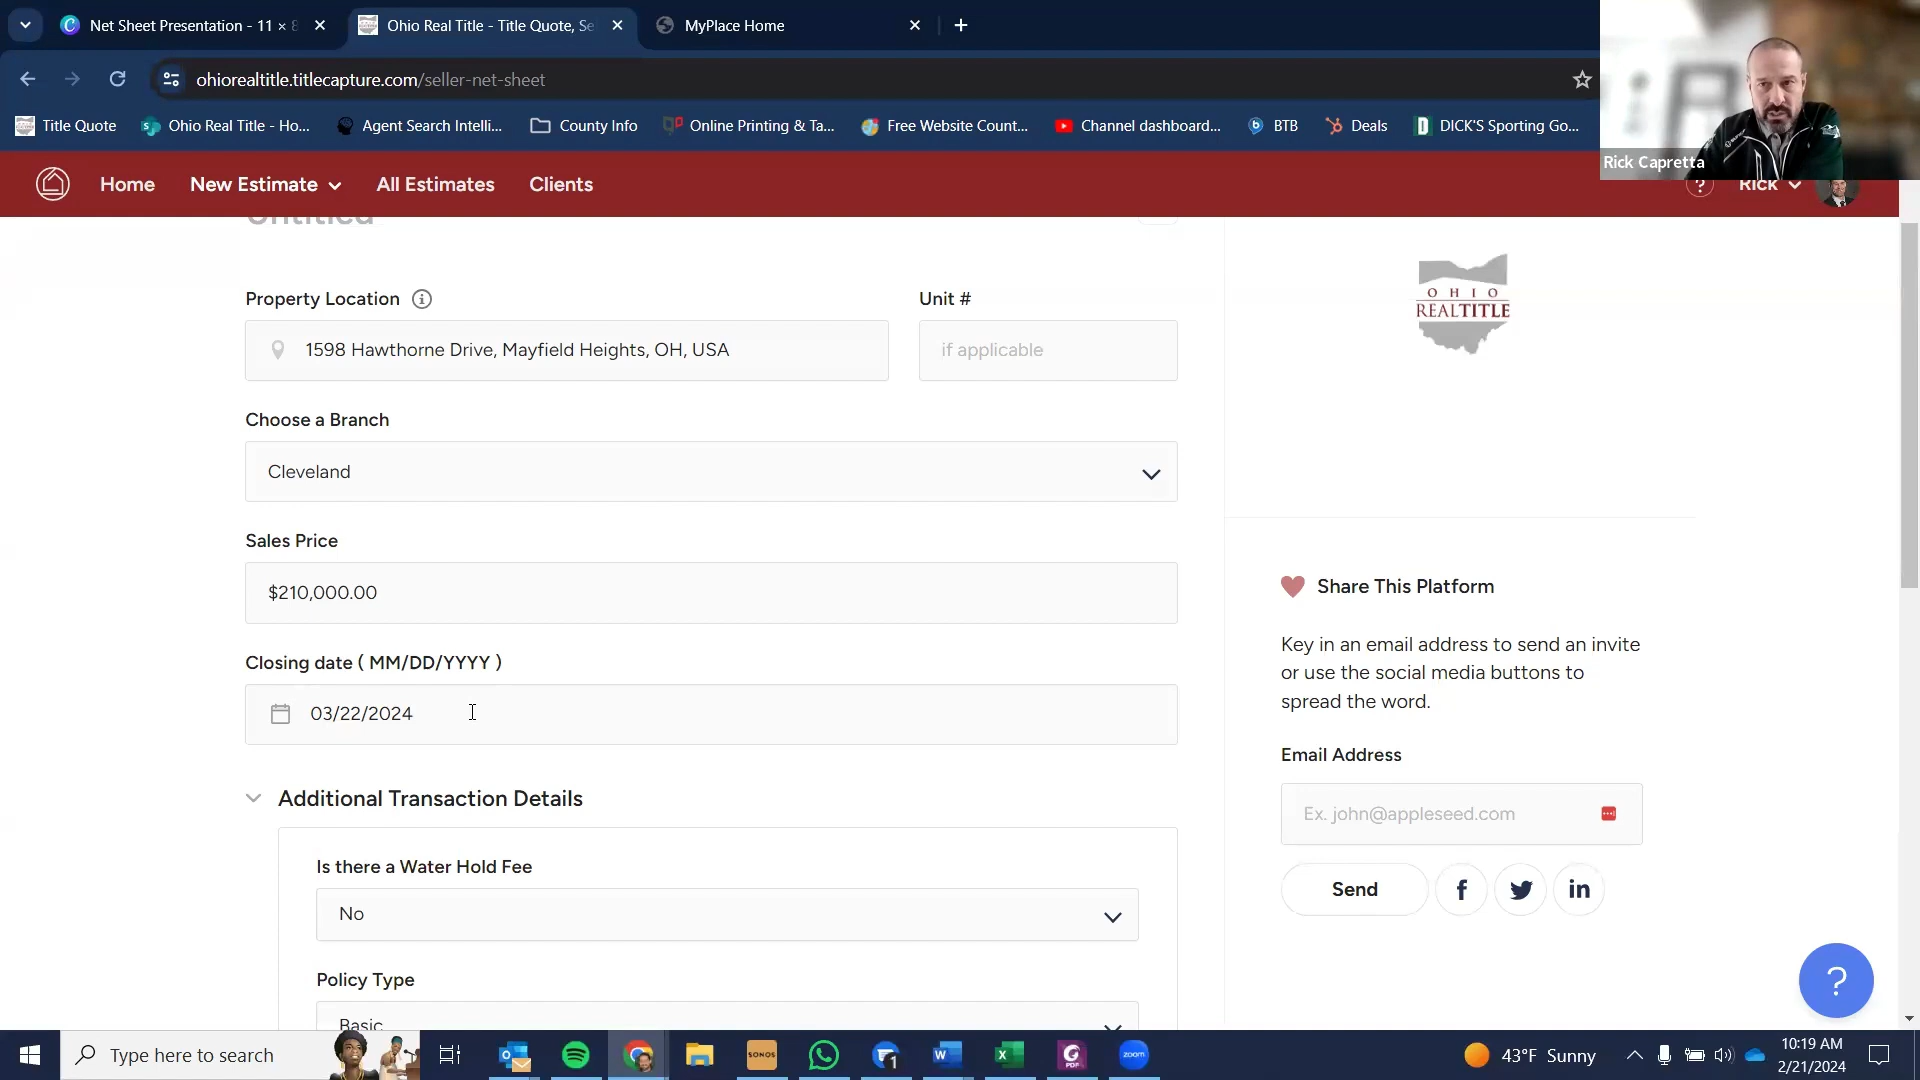 Net Sheet Presentation - 11 × 8
Ohio Real Title - Title Quote, Se
MyPlace Home
ohiorealtitle.titlecapture.com/seller-net-sheet
Title Quote
Ohio Real Title - Ho...
Agent Search Intelli...
County Info
Online Printing & Ta...
Free Website Count...
Channel dashboard...
BTB
Deals
DICK'S Sporting Go...
Rick Capretta
Home
New Estimate
All Estimates
Clients
?
Rick
Untitled
Property Location
Unit #
1598 Hawthorne Drive, Mayfield Heights, OH, USA
if applicable
OHIO
REALTITLE
Choose a Branch
Cleveland
Sales Price
$210,000.00
Closing date ( MM/DD/YYYY )
03/22/2024
Additional Transaction Details
Is there a Water Hold Fee
No
Policy Type
Basic
Share This Platform
Key in an email address to send an invite
or use the social media buttons to
spread the word.
Email Address
Ex. john@appleseed.com
Send
?
Type here to search
SONOS
zoom
43°F Sunny
10:19 AM
2/21/2024